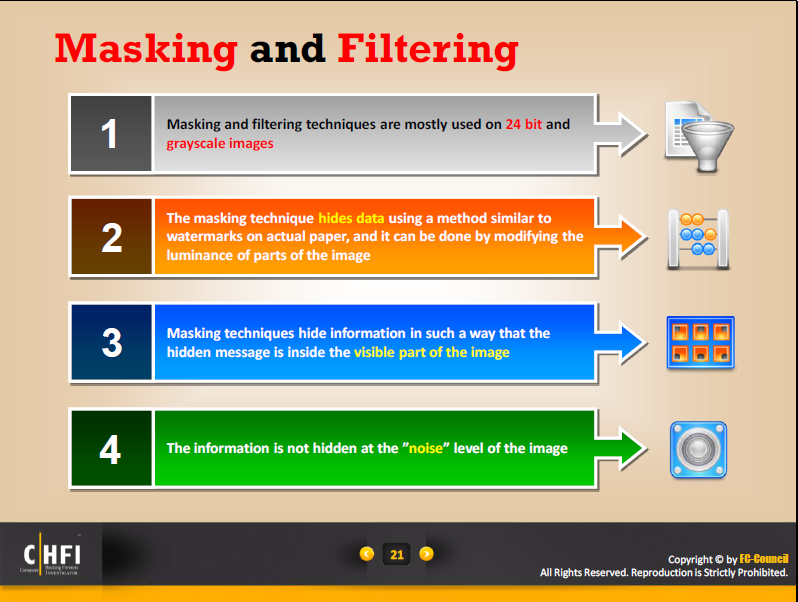 Masking and Filtering
1
Masking and filtering techniques are mostly used on 24 bit and
grayscale images
2
The masking technique hides data using a method similar to
watermarks on actual paper, and it can be done by modifying the
luminance of parts of the image
3
Masking techniques hide information in such a way that the
hidden message is inside the visible part of the image
4
The information is not hidden at the ”noise” level of the image
CHFI
Computer Hacking Forensic
INVESTIGATOR
21
Copyright © by EC-Council
All Rights Reserved. Reproduction is Strictly Prohibited.